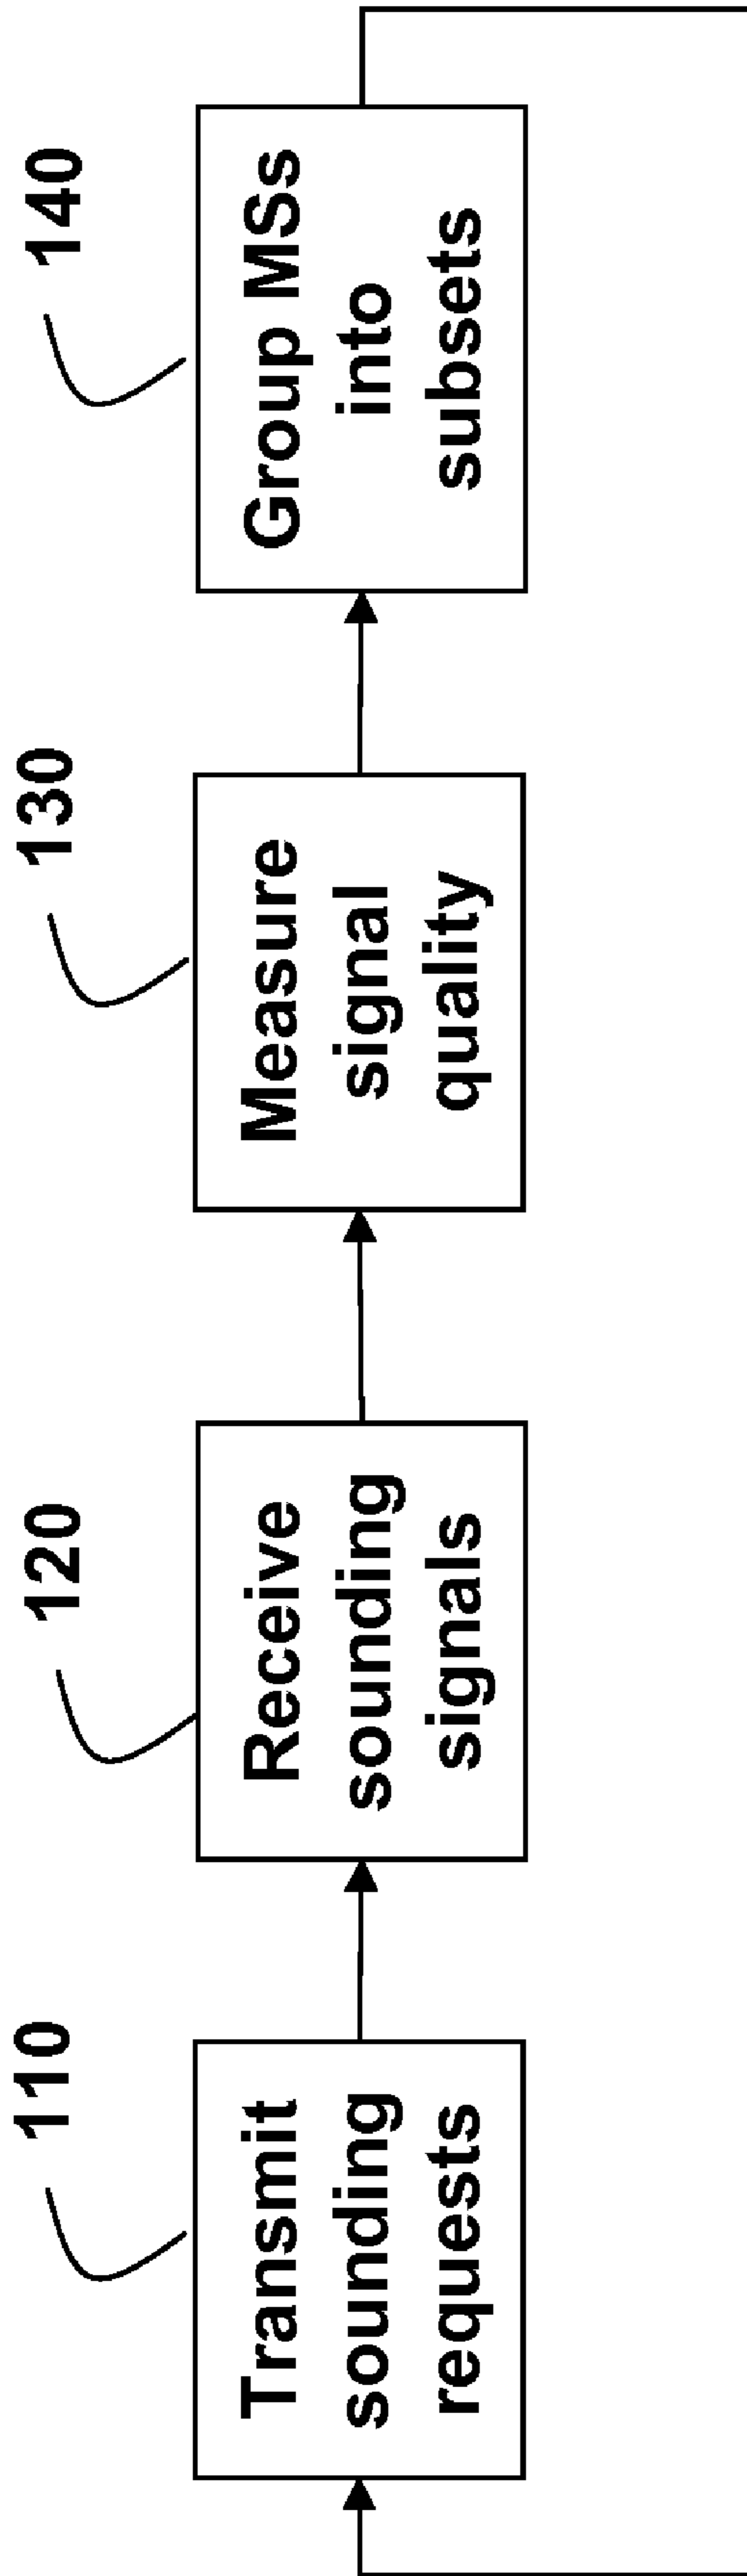 110
Transmit
sounding
requests
120
Receive
sounding
signals
130
Measure
signal
quality
140
Group MSs
into
subsets